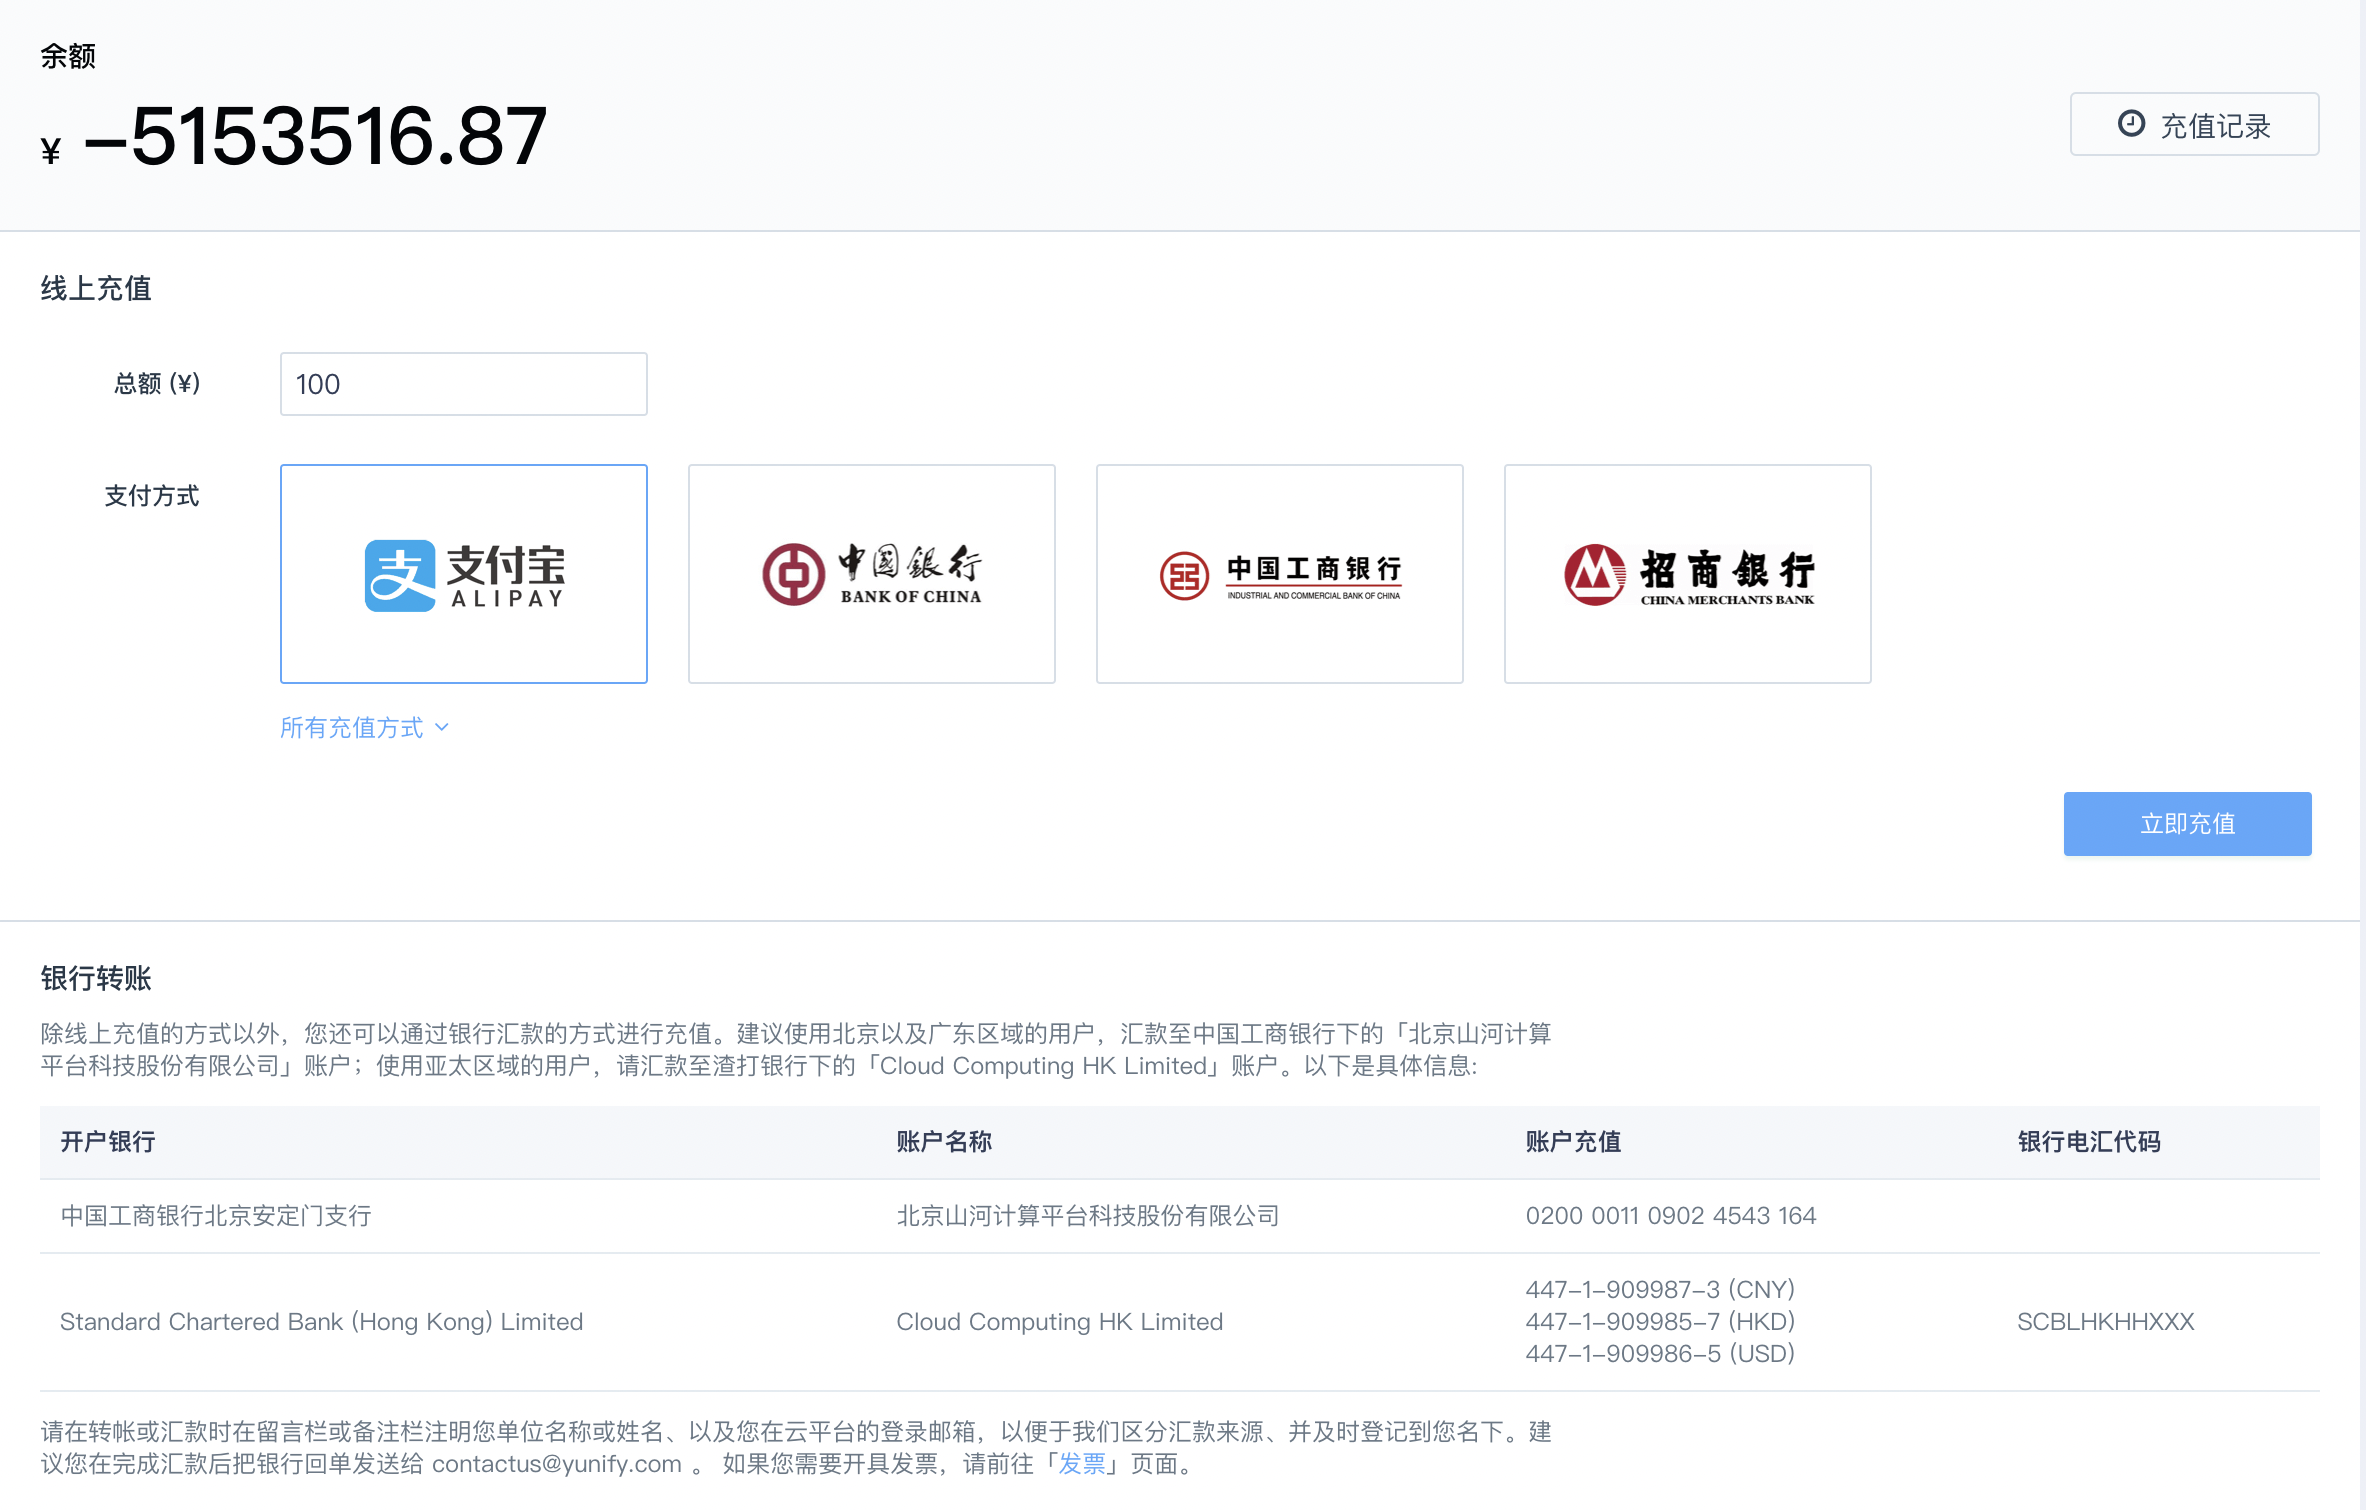 余额
¥ -5153516.87
充值记录
线上充值
总额 (¥)
100
支付方式
支 支付宝
ALIPAY
中国銀行
BANK OF CHINA
中国工商银行
INDUSTRIAL AND COMMERCIAL BANK OF CHINA
招商銀行
CHINA MERCHANTS BANK
所有充值方式
立即充值
银行转账
除线上充值的方式以外，您还可以通过银行汇款的方式进行充值。建议使用北京以及广东区域的用户，汇款至中国工商银行下的「北京山河计算
平台科技股份有限公司」账户；使用亚太区域的用户，请汇款至渣打银行下的「Cloud Computing HK Limited」账户。以下是具体信息:
开户银行 账户名称 账户充值 银行电汇代码
中国工商银行北京安定门支行 北京山河计算平台科技股份有限公司 0200 0011 0902 4543 164
447-1-909987-3 (CNY)
Standard Chartered Bank (Hong Kong) Limited Cloud Computing HK Limited 447-1-909985-7 (HKD) SCBLHKHHXXX
447-1-909986-5 (USD)
请在转帐或汇款时在留言栏或备注栏注明您单位名称或姓名、以及您在云平台的登录邮箱，以便于我们区分汇款来源、并及时登记到您名下。建
议您在完成汇款后把银行回单发送给 contactus@yunify.com 。 如果您需要开具发票，请前往「发票」页面。